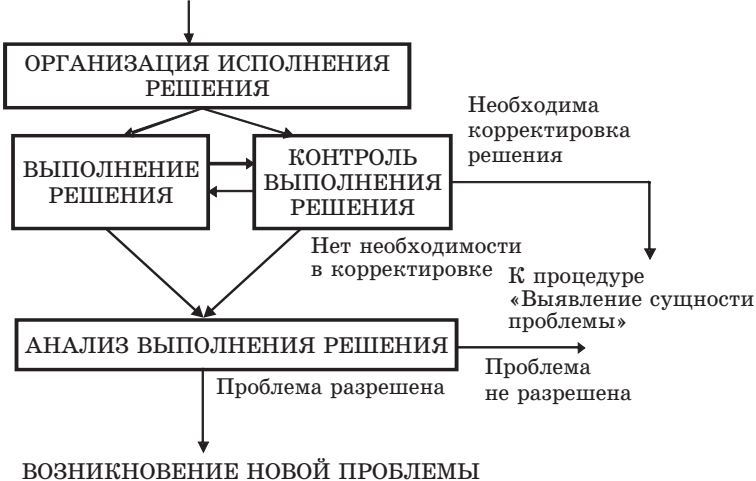 ОРГАНИЗАЦИЯ ИСПОЛНЕНИЯ
РЕШЕНИЯ
Необходима
корректировка
решения
ВЫПОЛНЕНИЕ
РЕШЕНИЯ
КОНТРОЛЬ
ВЫПОЛНЕНИЯ
РЕШЕНИЯ
Нет необходимости
в корректировке
К процедуре
«Выявление сущности
проблемы»
АНАЛИЗ ВЫПОЛНЕНИЯ РЕШЕНИЯ
Проблема
не разрешена
Проблема разрешена
ВОЗНИКНОВЕНИЕ НОВОЙ ПРОБЛЕМЫ